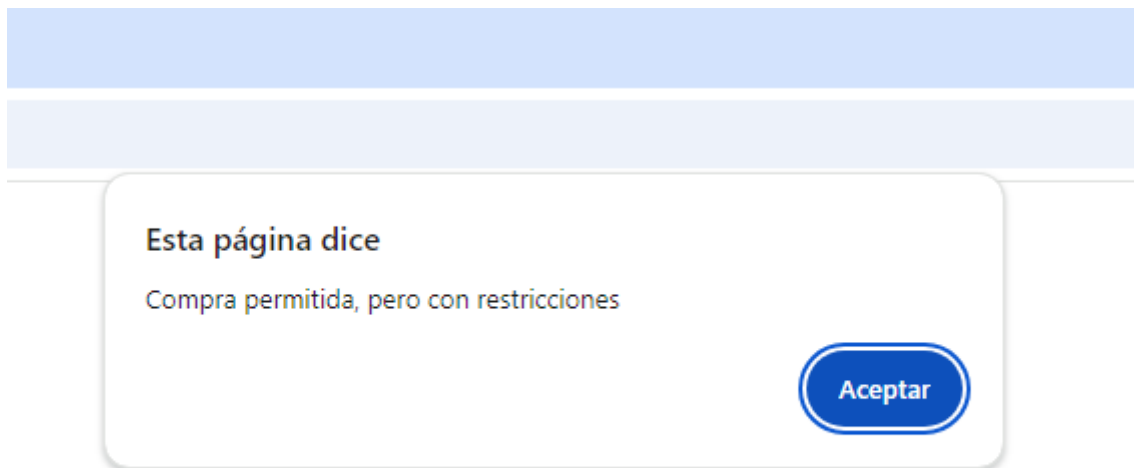 Esta página dice
Compra permitida, pero con restricciones
Aceptar